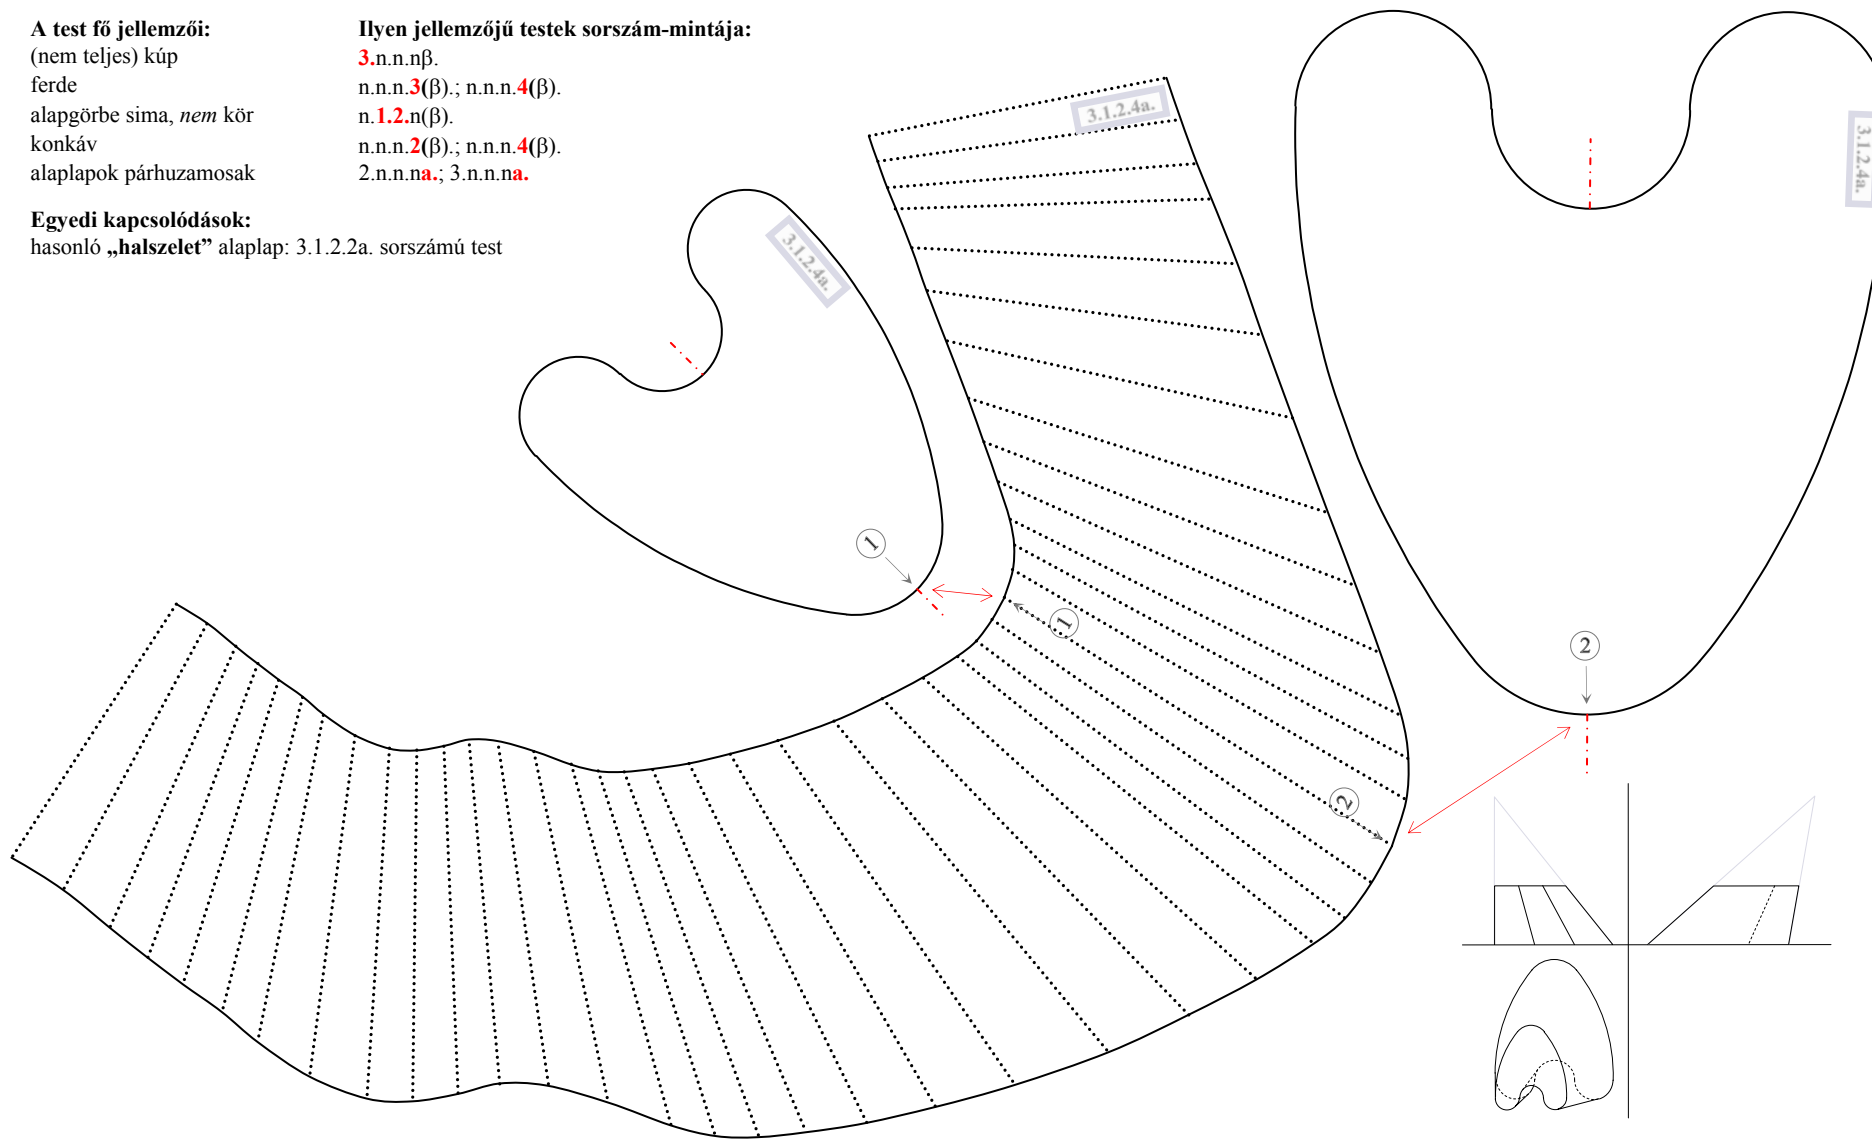 A test fő jellemzői: Ilyen jellemzőjű testek sorszám-mintája:
(nem teljes) kúp 3.n.n.nβ.
ferde n.n.n.3(β).; n.n.n.4(β).
alapgörbe sima, nem kör n.1.2.n(β).
konkáv n.n.n.2(β).; n.n.n.4(β).
alaplapok párhuzamosak 2.n.n.na.; 3.n.n.na.
Egyedi kapcsolódások:
hasonló „halszelet” alaplap: 3.1.2.2a. sorszámú test
3.1.2.4a.
3.1.2.4a.
3.1.2.4a.
1
1
2
2